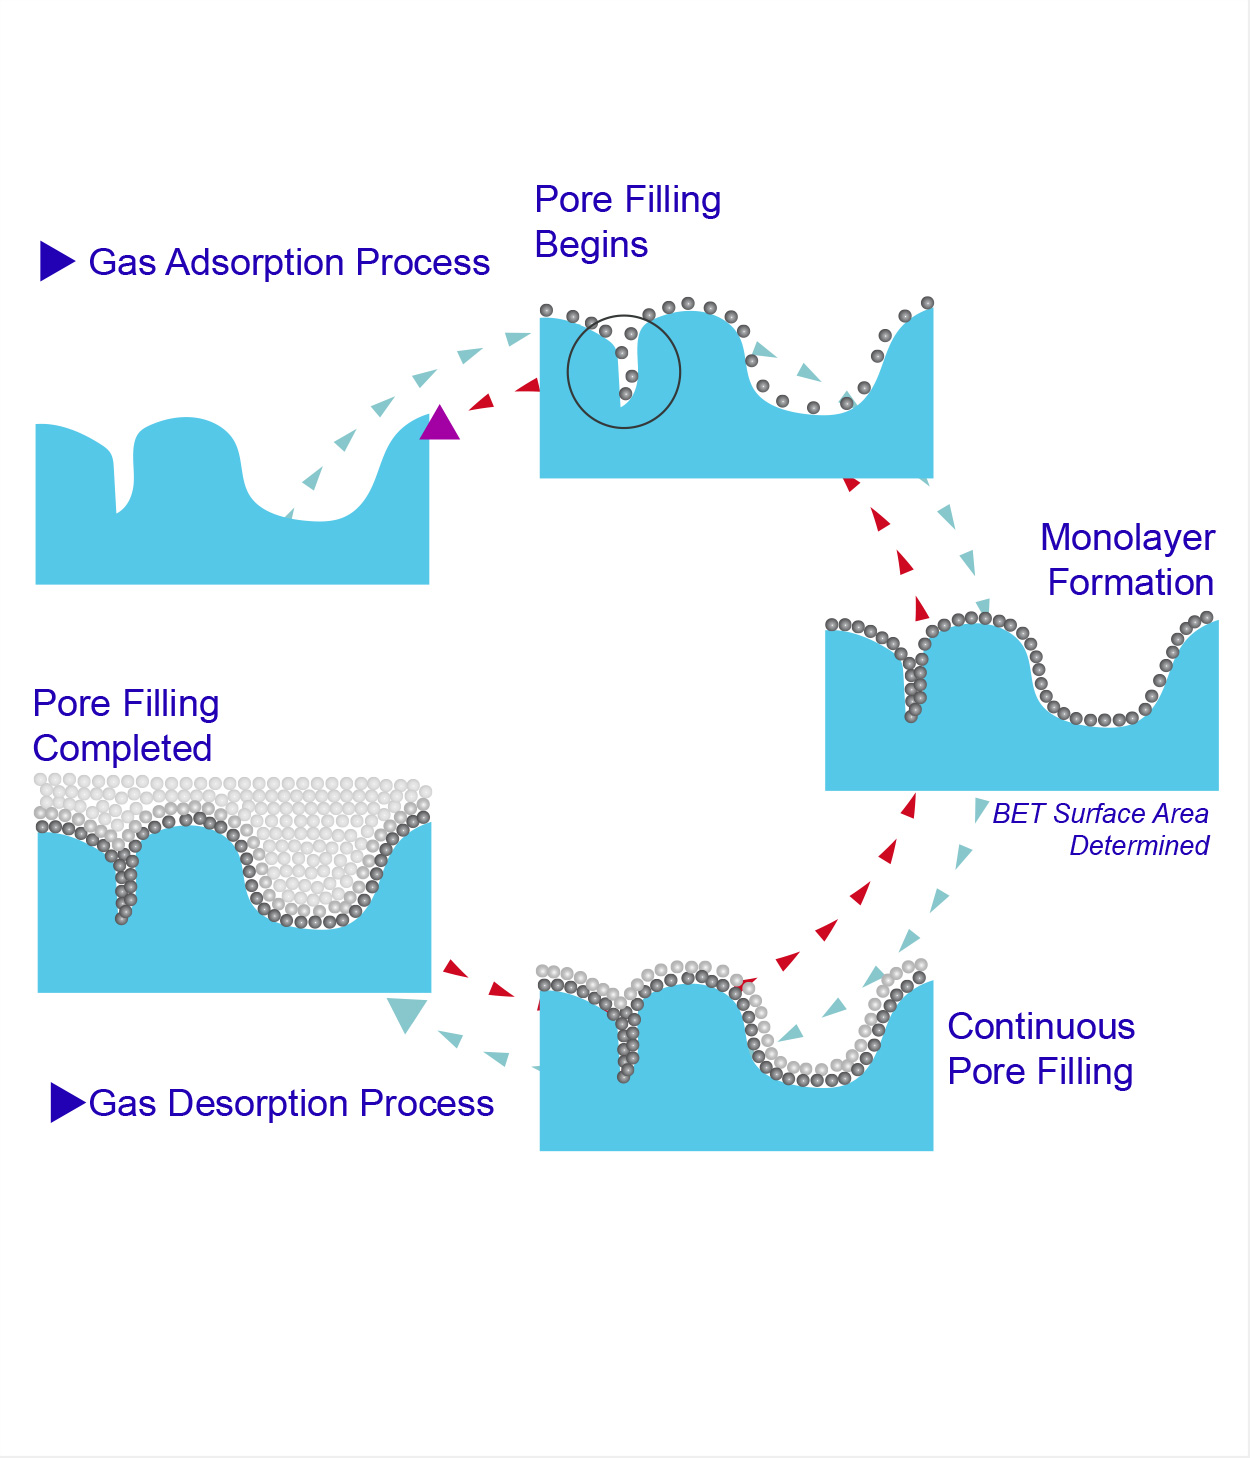 Pore Filling
Begins
Gas Adsorption Process
Monolayer
Formation
Pore Filling
Completed
BET Surface Area
Determined
Continuous
Pore Filling
Gas Desorption Process